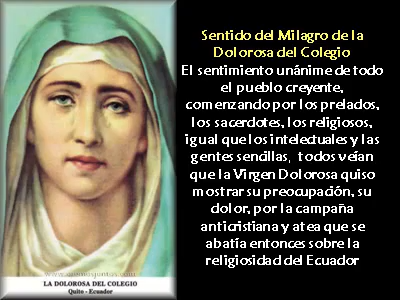 Sentido del Milagro de la
Dolorosa del Colegio
El sentimiento unánime de todo
el pueblo creyente,
comenzando por los prelados,
los sacerdotes, los religiosos,
igual que los intelectuales y las
gentes sencillas, todos veían
que la Virgen Dolorosa quiso
mostrar su preocupación, su
dolor, por la campaña
anticristiana y atea que se
abatía entonces sobre la
religiosidad del Ecuador
LA DOLOROSA DEL COLEGIO
Quito - Ecuador